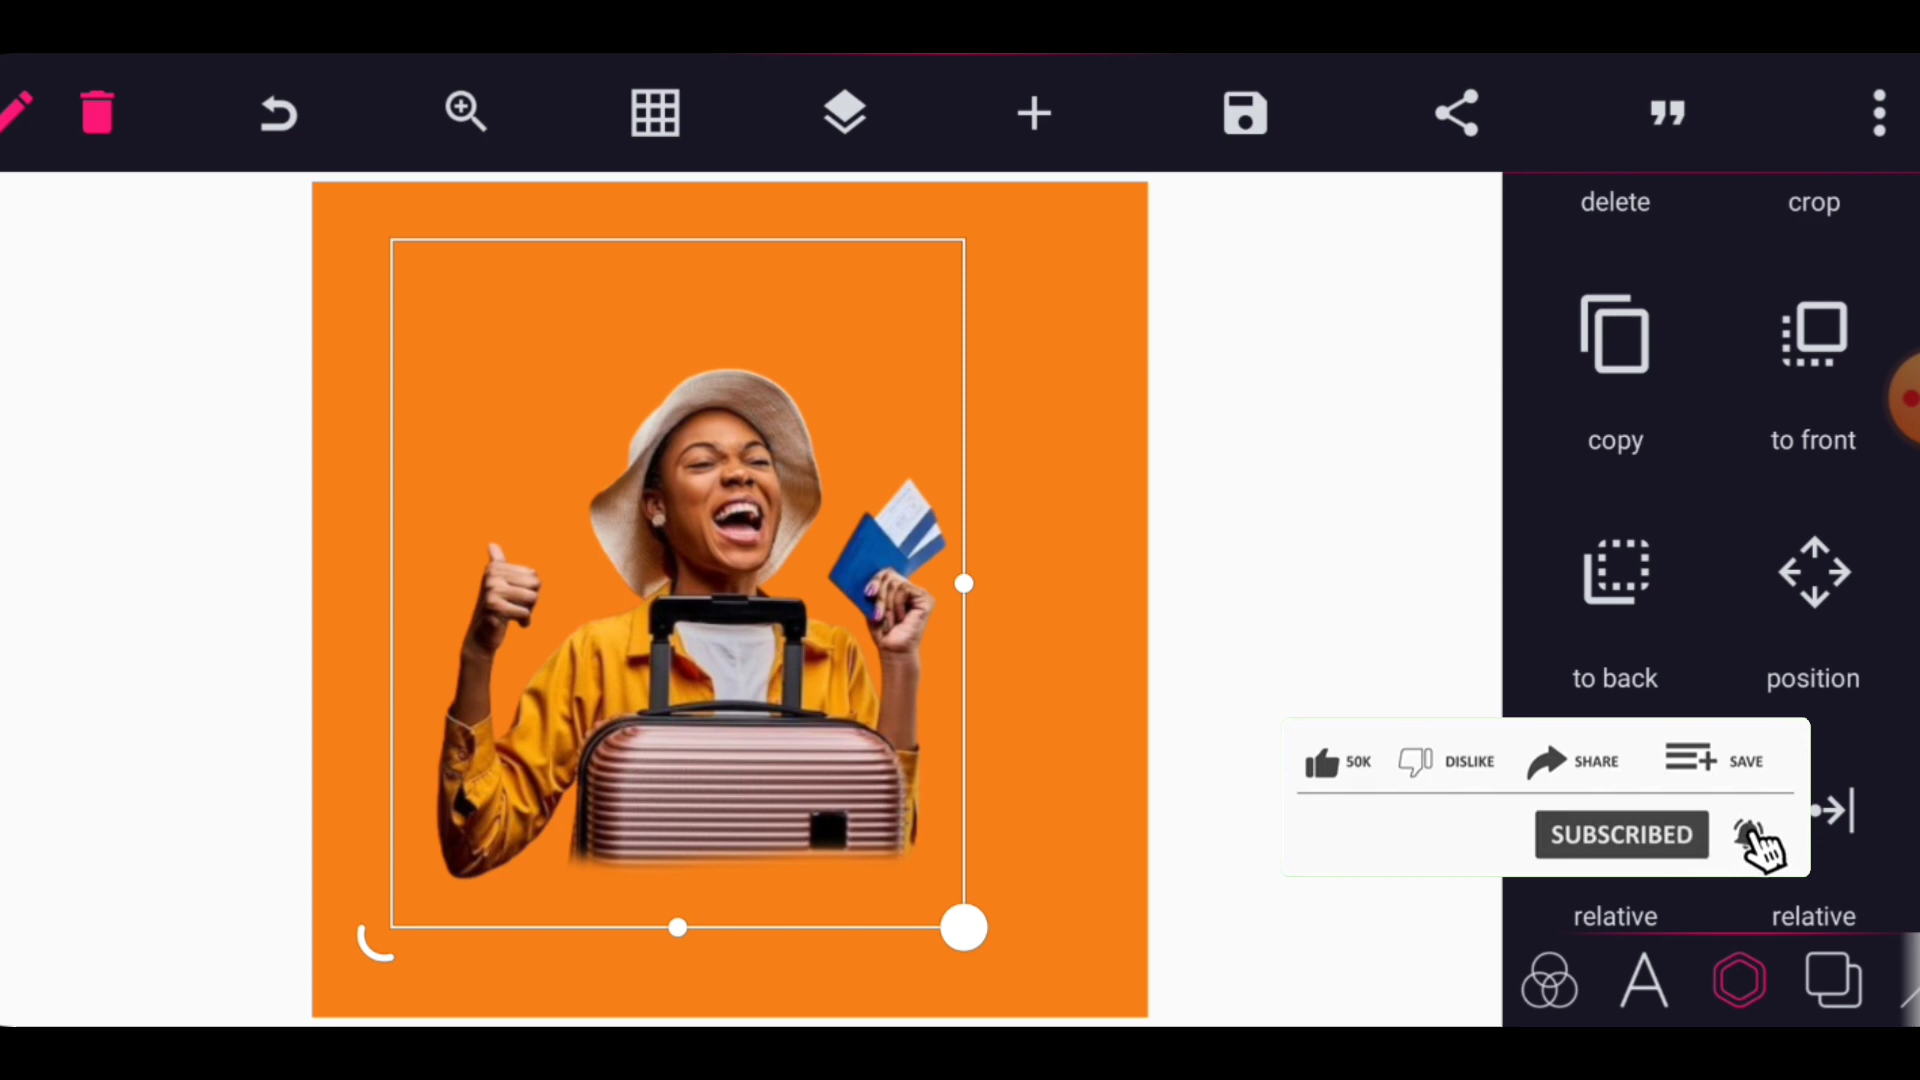 delete crop
copy to front
to back position
50K DISLIKE SHARE SAVE
SUBSCRIBED
relative relative
A